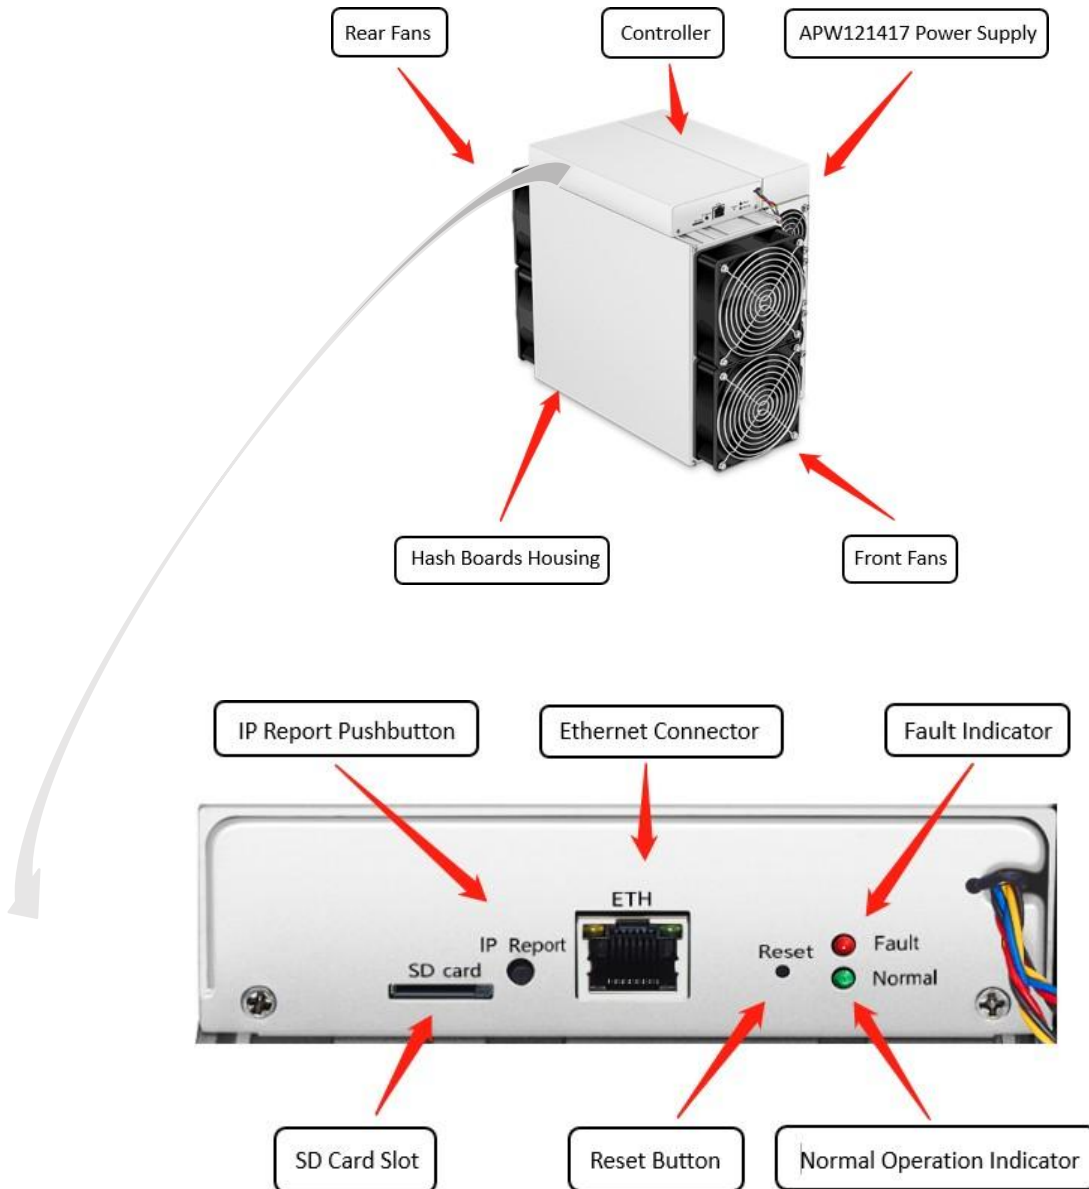 Rear Fans
Controller
APW121417 Power Supply
Hash Boards Housing
Front Fans
IP Report Pushbutton
Ethernet Connector
Fault Indicator
ETH
IP Report
SD card
Reset
Fault
Normal
SD Card Slot
Reset Button
Normal Operation Indicator